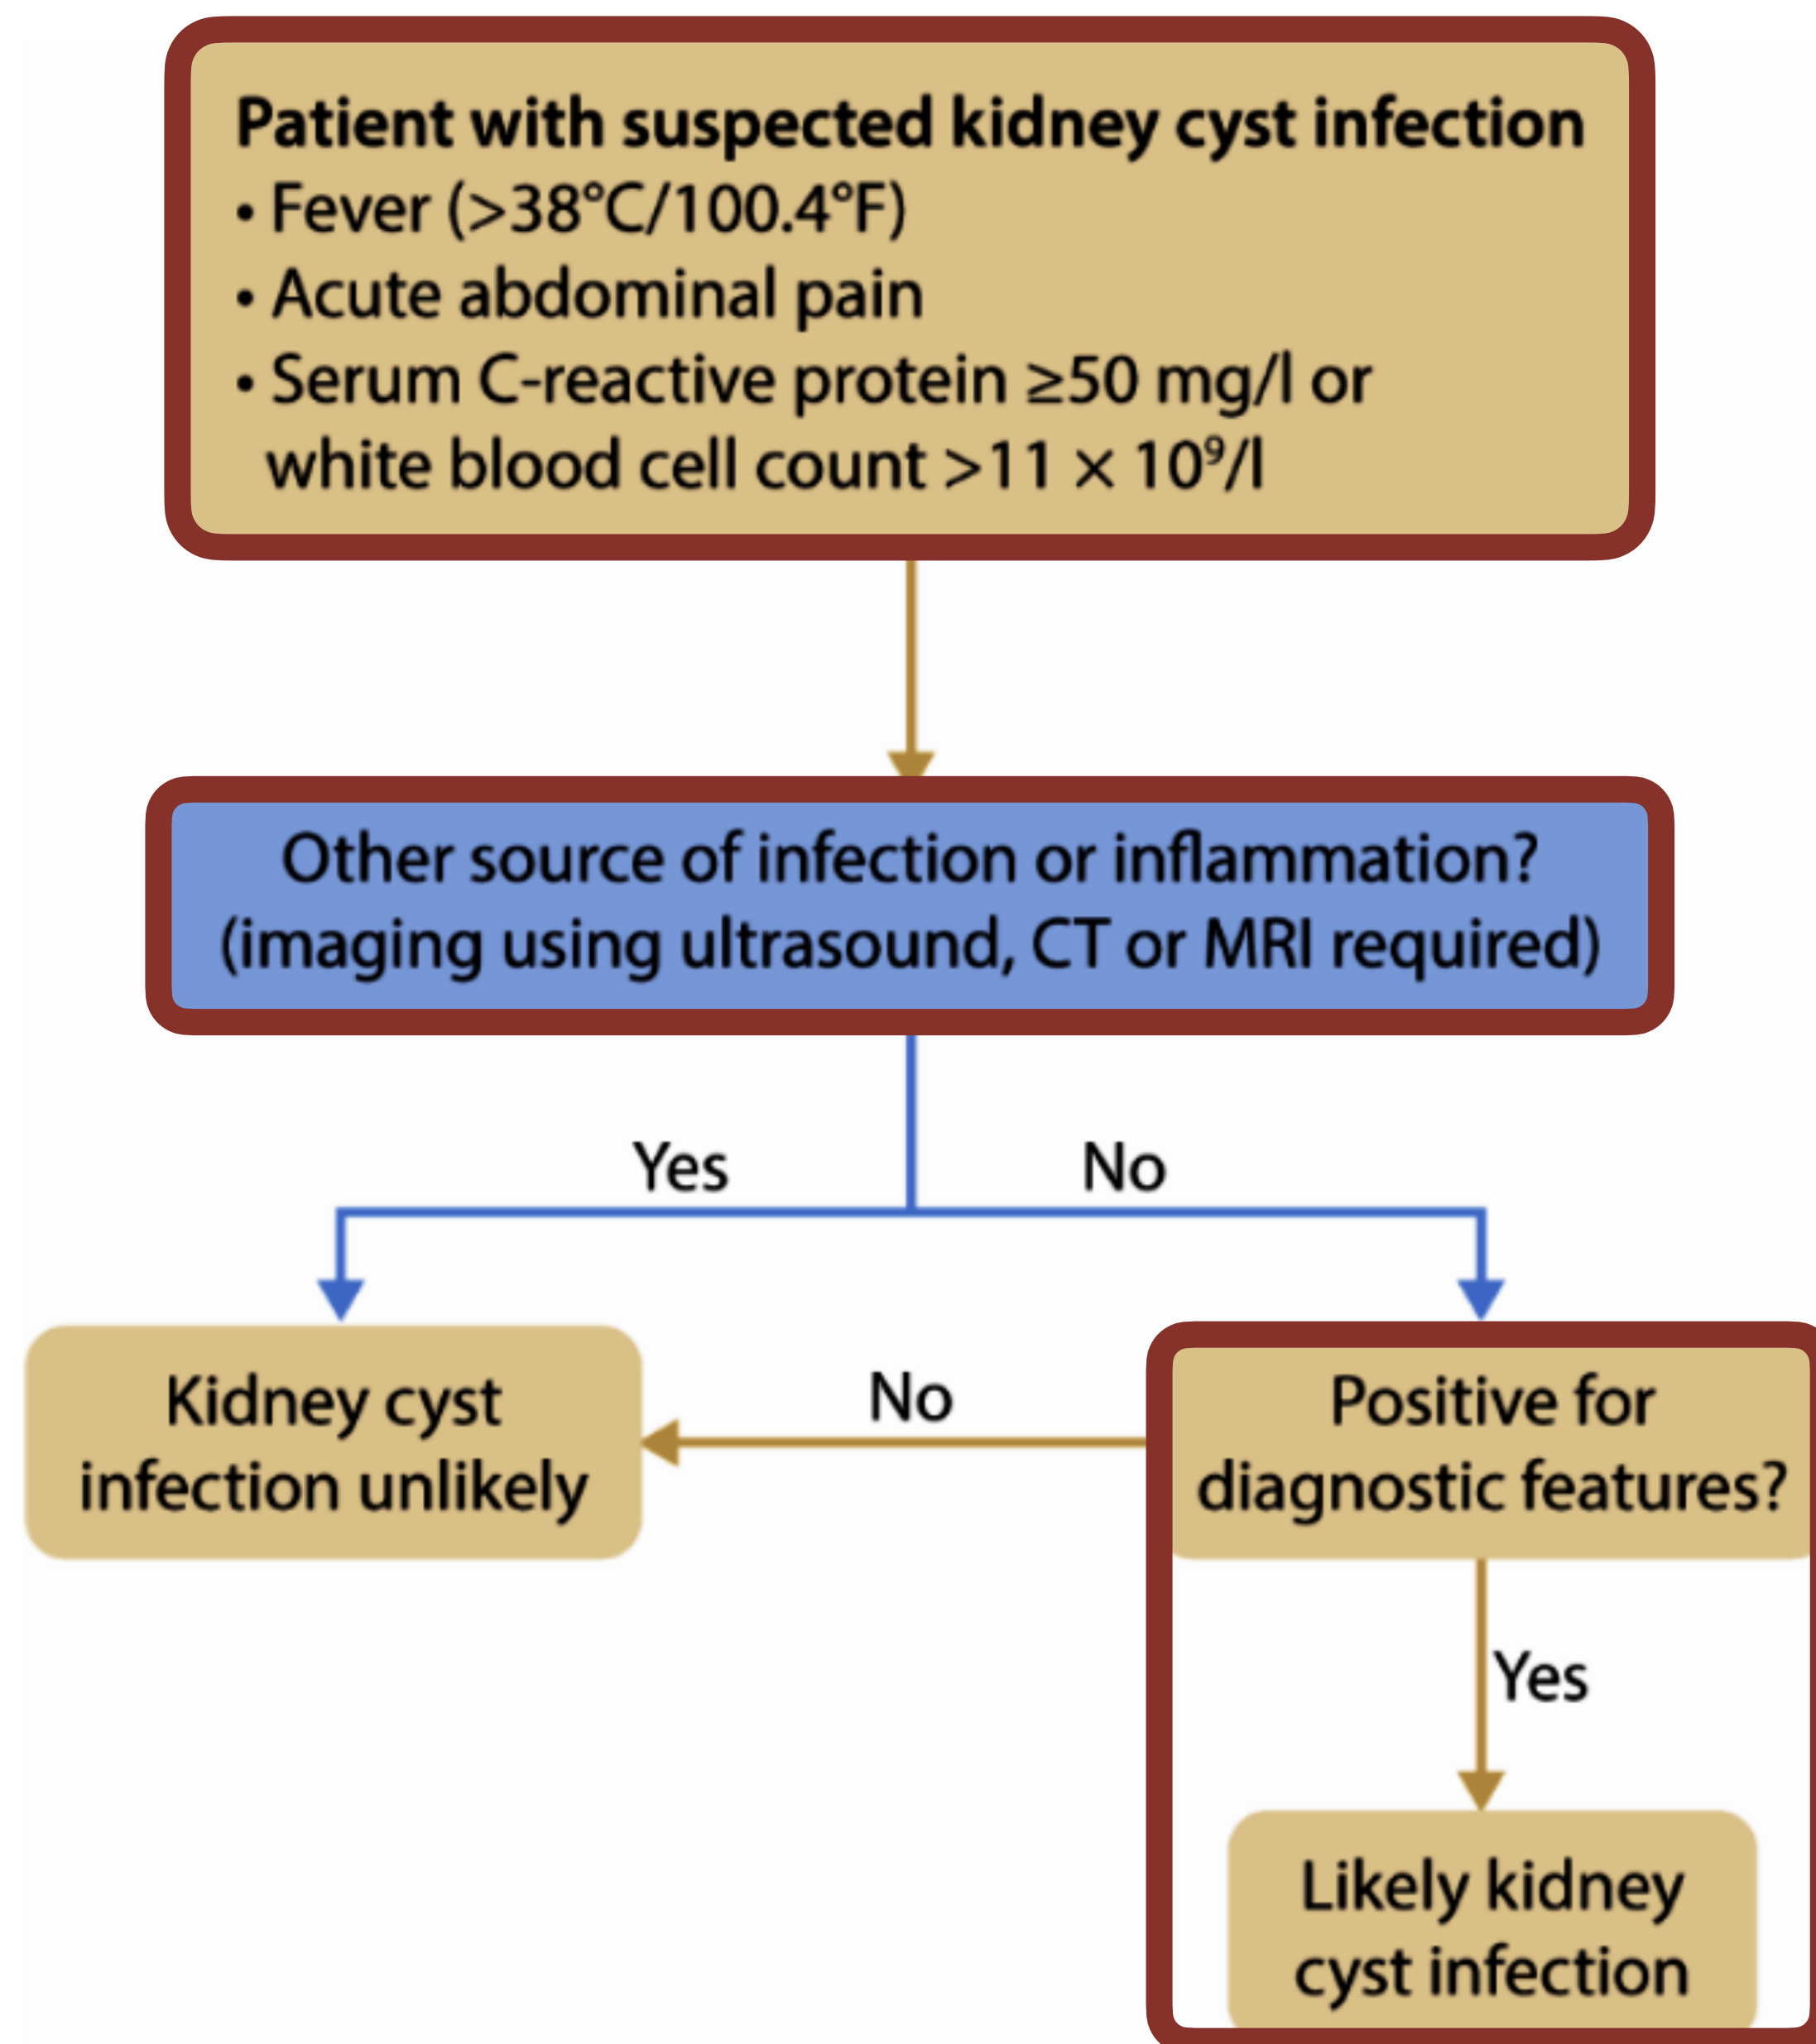 Patient with suspected kidney cyst infection
• Fever (>38°C/100.4°F)
• Acute abdominal pain
• Serum C-reactive protein ≥50 mg/l or
white blood cell count >11 × 10⁹/l
Other source of infection or inflammation?
(imaging using ultrasound, CT or MRI required)
Yes
No
Kidney cyst
infection unlikely
No
Positive for
diagnostic features?
Yes
Likely kidney
cyst infection